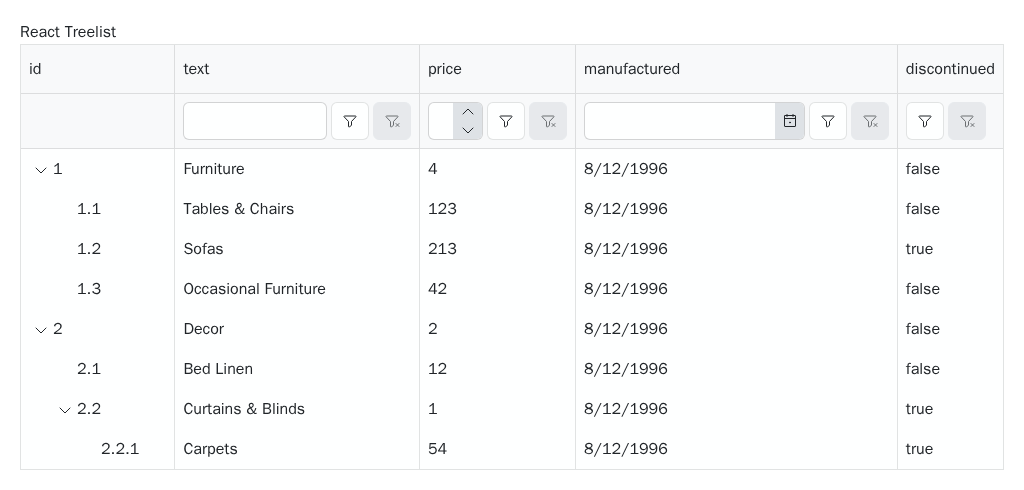 React Treelist
id text price manufactured discontinued
1 Furniture 4 8/12/1996 false
1.1 Tables & Chairs 123 8/12/1996 false
1.2 Sofas 213 8/12/1996 true
1.3 Occasional Furniture 42 8/12/1996 false
2 Decor 2 8/12/1996 false
2.1 Bed Linen 12 8/12/1996 false
2.2 Curtains & Blinds 1 8/12/1996 true
2.2.1 Carpets 54 8/12/1996 true